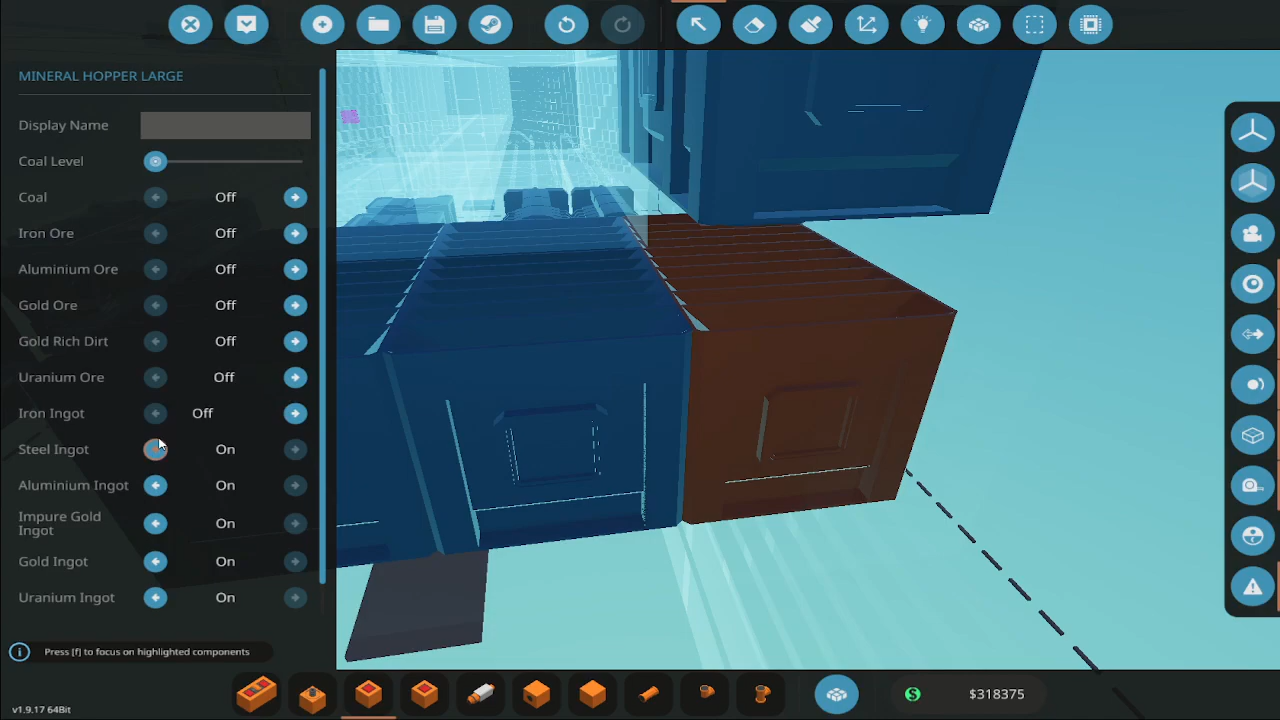 MINERAL HOPPER LARGE
Display Name
Coal Level
Coal Off
Iron Ore Off
Aluminium Ore Off
Gold Ore Off
Gold Rich Dirt Off
Uranium Ore Off
Iron Ingot Off
Steel Ingot On
Aluminium Ingot On
Impure Gold
Ingot On
Gold Ingot On
Uranium Ingot On
Press [f] to focus on highlighted components
v1.9.17 64Bit
$ $318375